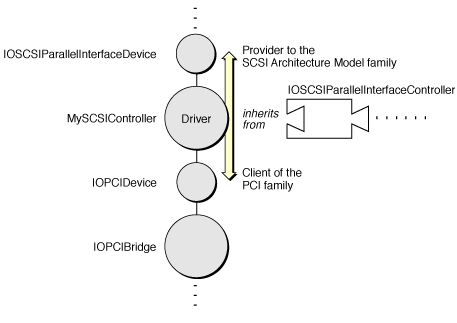 IOSCSIParallelInterfaceDevice
Provider to the
SCSI Architecture Model family
IOSCSIParallelInterfaceController
MySCSIController
Driver
inherits
from
IOPCIDevice
Client of the
PCI family
IOPCIBridge